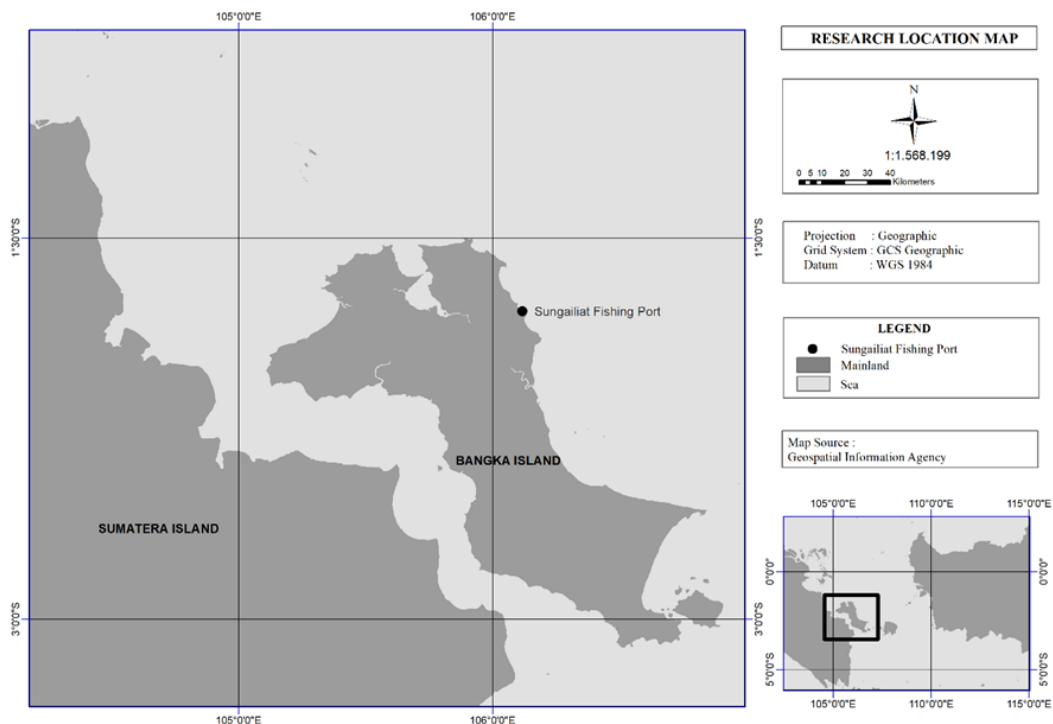 105°0'0"E 106°0'0"E
1°30'0"S 1°30'0"S
Sungailiat Fishing Port
BANGKA ISLAND
SUMATERA ISLAND
3°0'0"S 3°0'0"S
105°0'0"E 106°0'0"E
RESEARCH LOCATION MAP
N
1:1.568.199
0 5 10 20 30 40
Kilometers
Projection : Geographic
Grid System : GCS Geographic
Datum : WGS 1984
LEGEND
Sungailiat Fishing Port
Mainland
Sea
Map Source :
Geospatial Information Agency
105°0'0"E 110°0'0"E 115°0'0"E
0°0'0" 0°0'0"
5°0'0"S 5°0'0"S
105°0'0"E 110°0'0"E 115°0'0"E